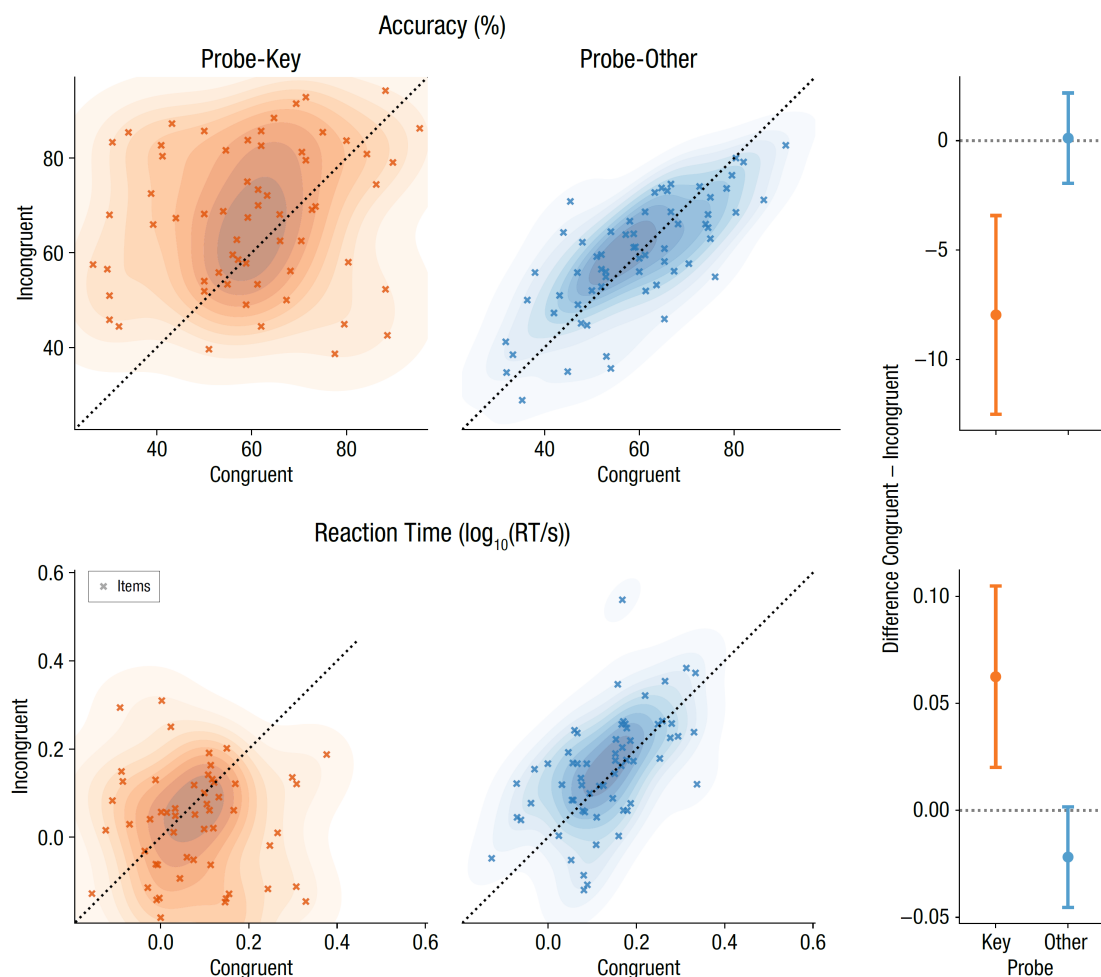 Accuracy (%)
Probe-Key
Probe-Other
Incongruent
80
60
40
40
60
80
Congruent
40
60
80
Congruent
0
−5
−10
Difference Congruent − Incongruent
Reaction Time (log10(RT/s))
Items
Incongruent
0.6
0.4
0.2
0.0
0.0
0.2
0.4
0.6
Congruent
0.0
0.2
0.4
0.6
Congruent
0.10
0.05
0.00
−0.05
Key
Other
Probe